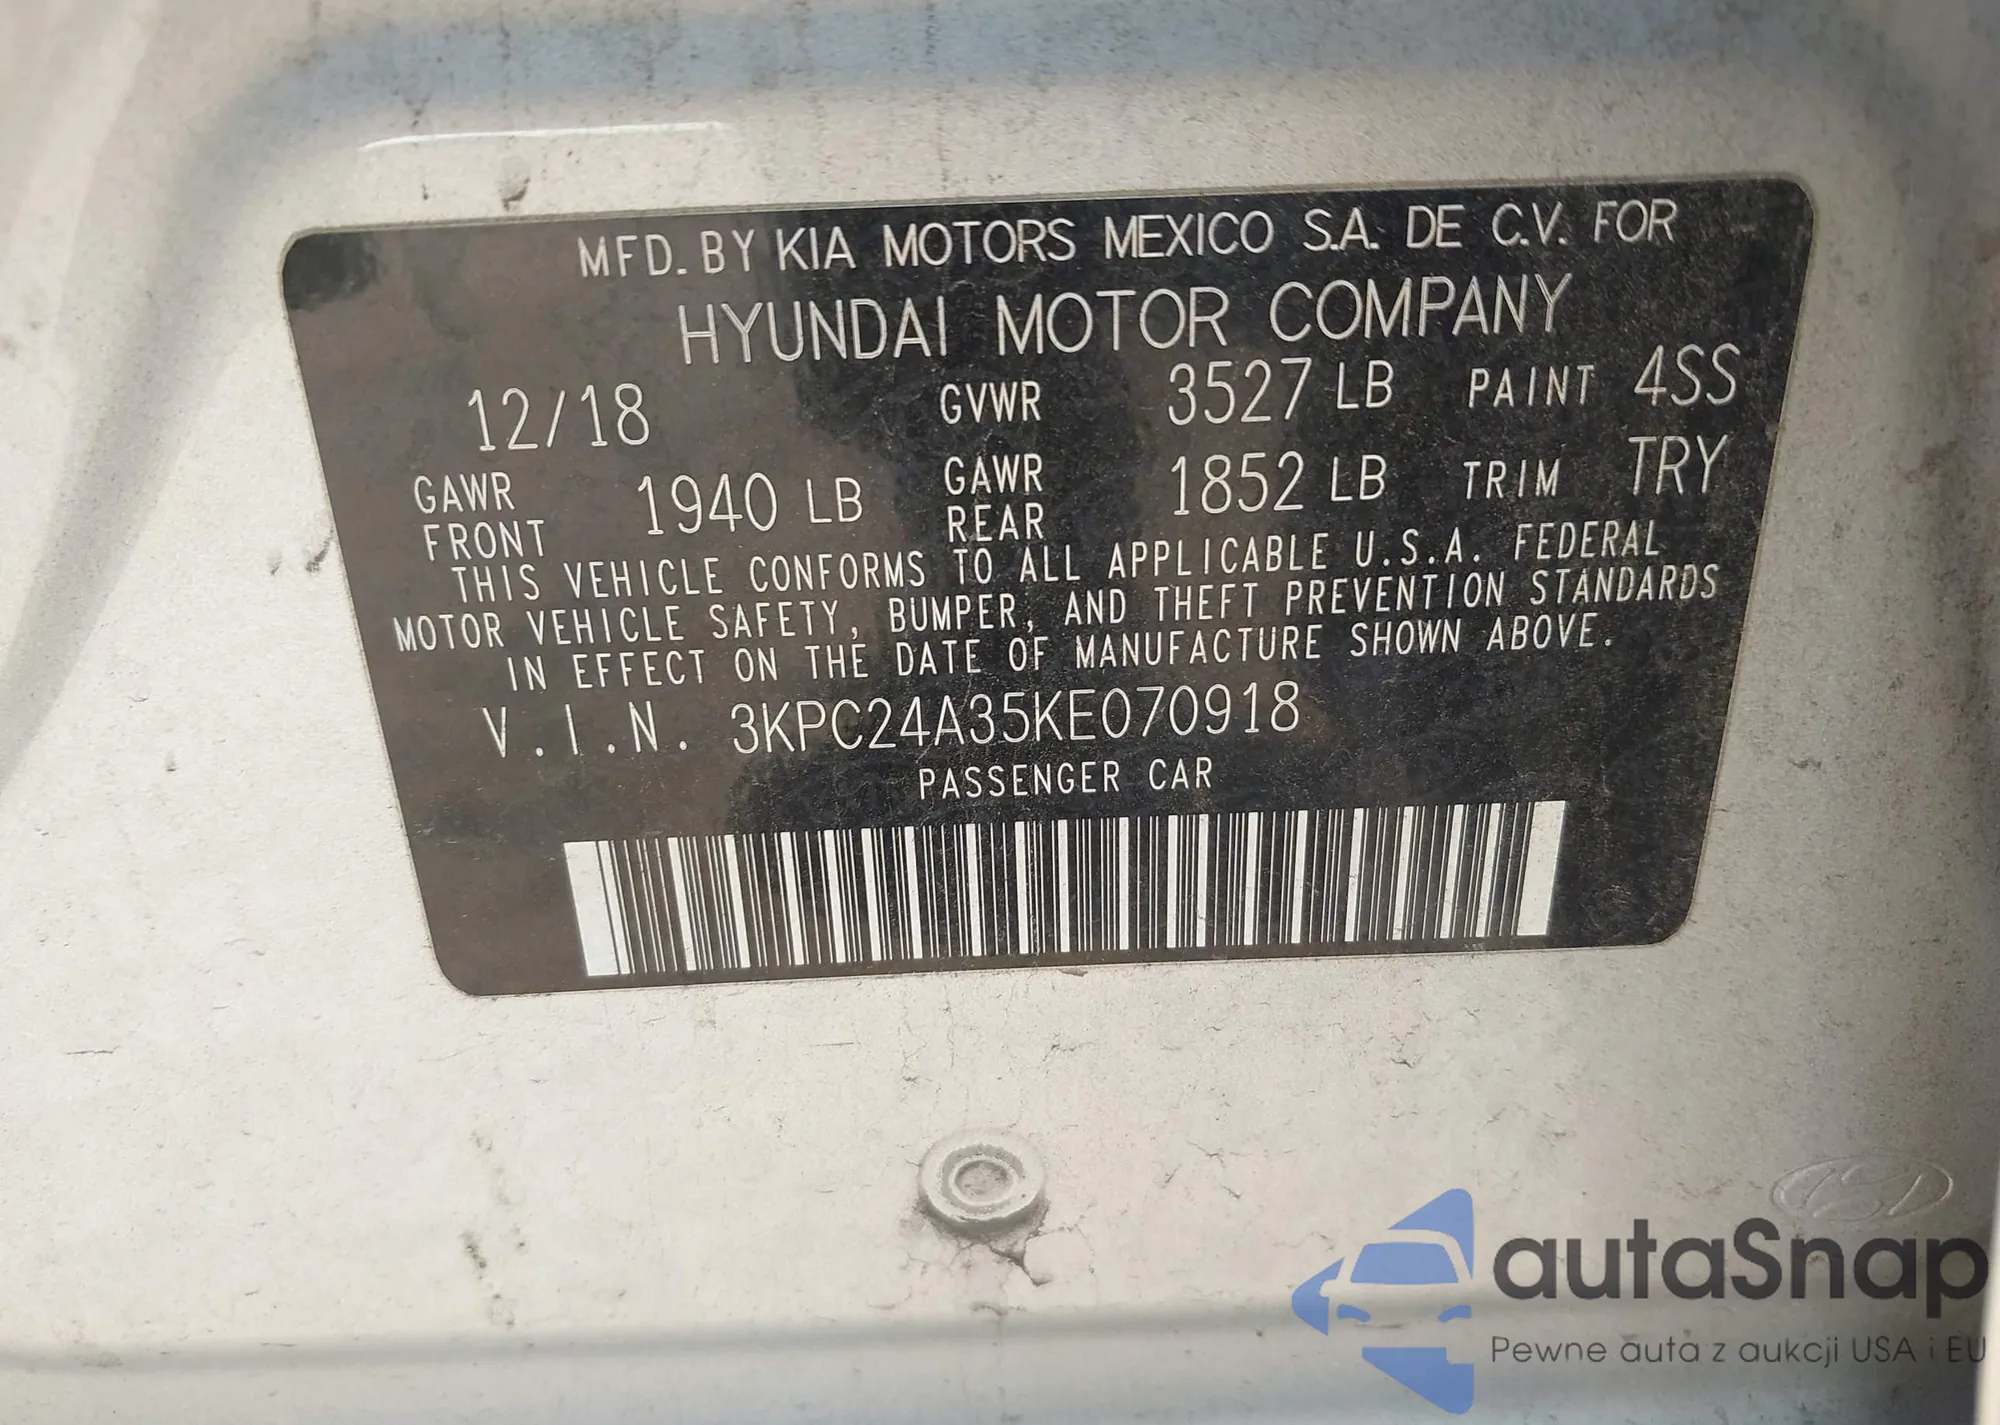 MFD. BY KIA MOTORS MEXICO S.A. DE C.V. FOR
HYUNDAI MOTOR COMPANY
12/18 GVWR 3527 LB PAINT 4SS
GAWR FRONT 1940 LB GAWR REAR 1852 LB TRIM TRY
THIS VEHICLE CONFORMS TO ALL APPLICABLE U.S.A. FEDERAL
MOTOR VEHICLE SAFETY, BUMPER, AND THEFT PREVENTION STANDARDS
IN EFFECT ON THE DATE OF MANUFACTURE SHOWN ABOVE.
V.I.N. 3KPC24A35KE070918
PASSENGER CAR
autaSnap
Pewne auta z aukcji USA i EU